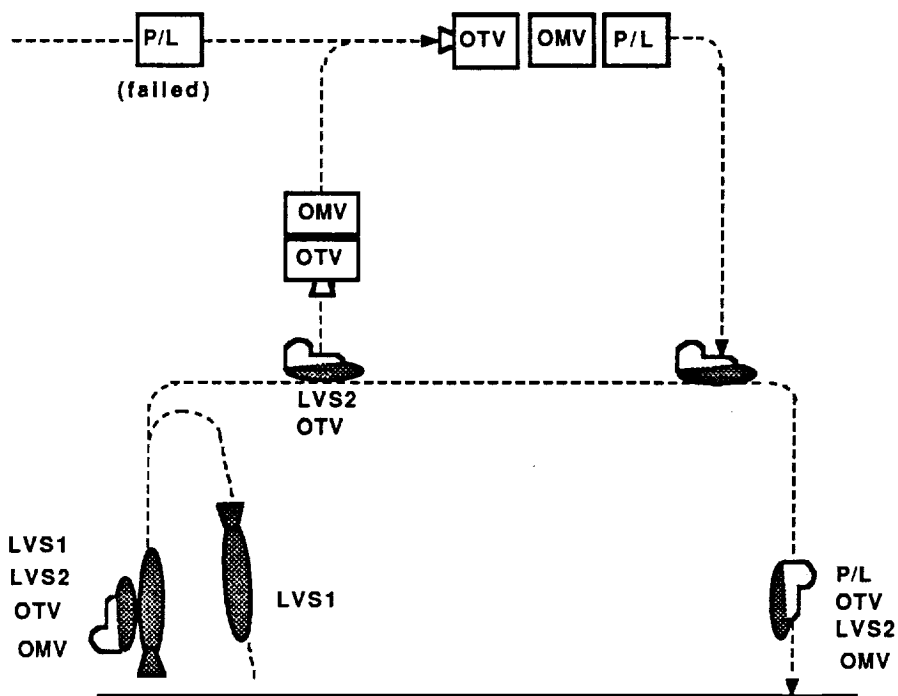 P/L
(failed)
OTV
OMV
P/L
OMV
OTV
LVS2
OTV
LVS1
LVS2
OTV
OMV
LVS1
P/L
OTV
LVS2
OMV